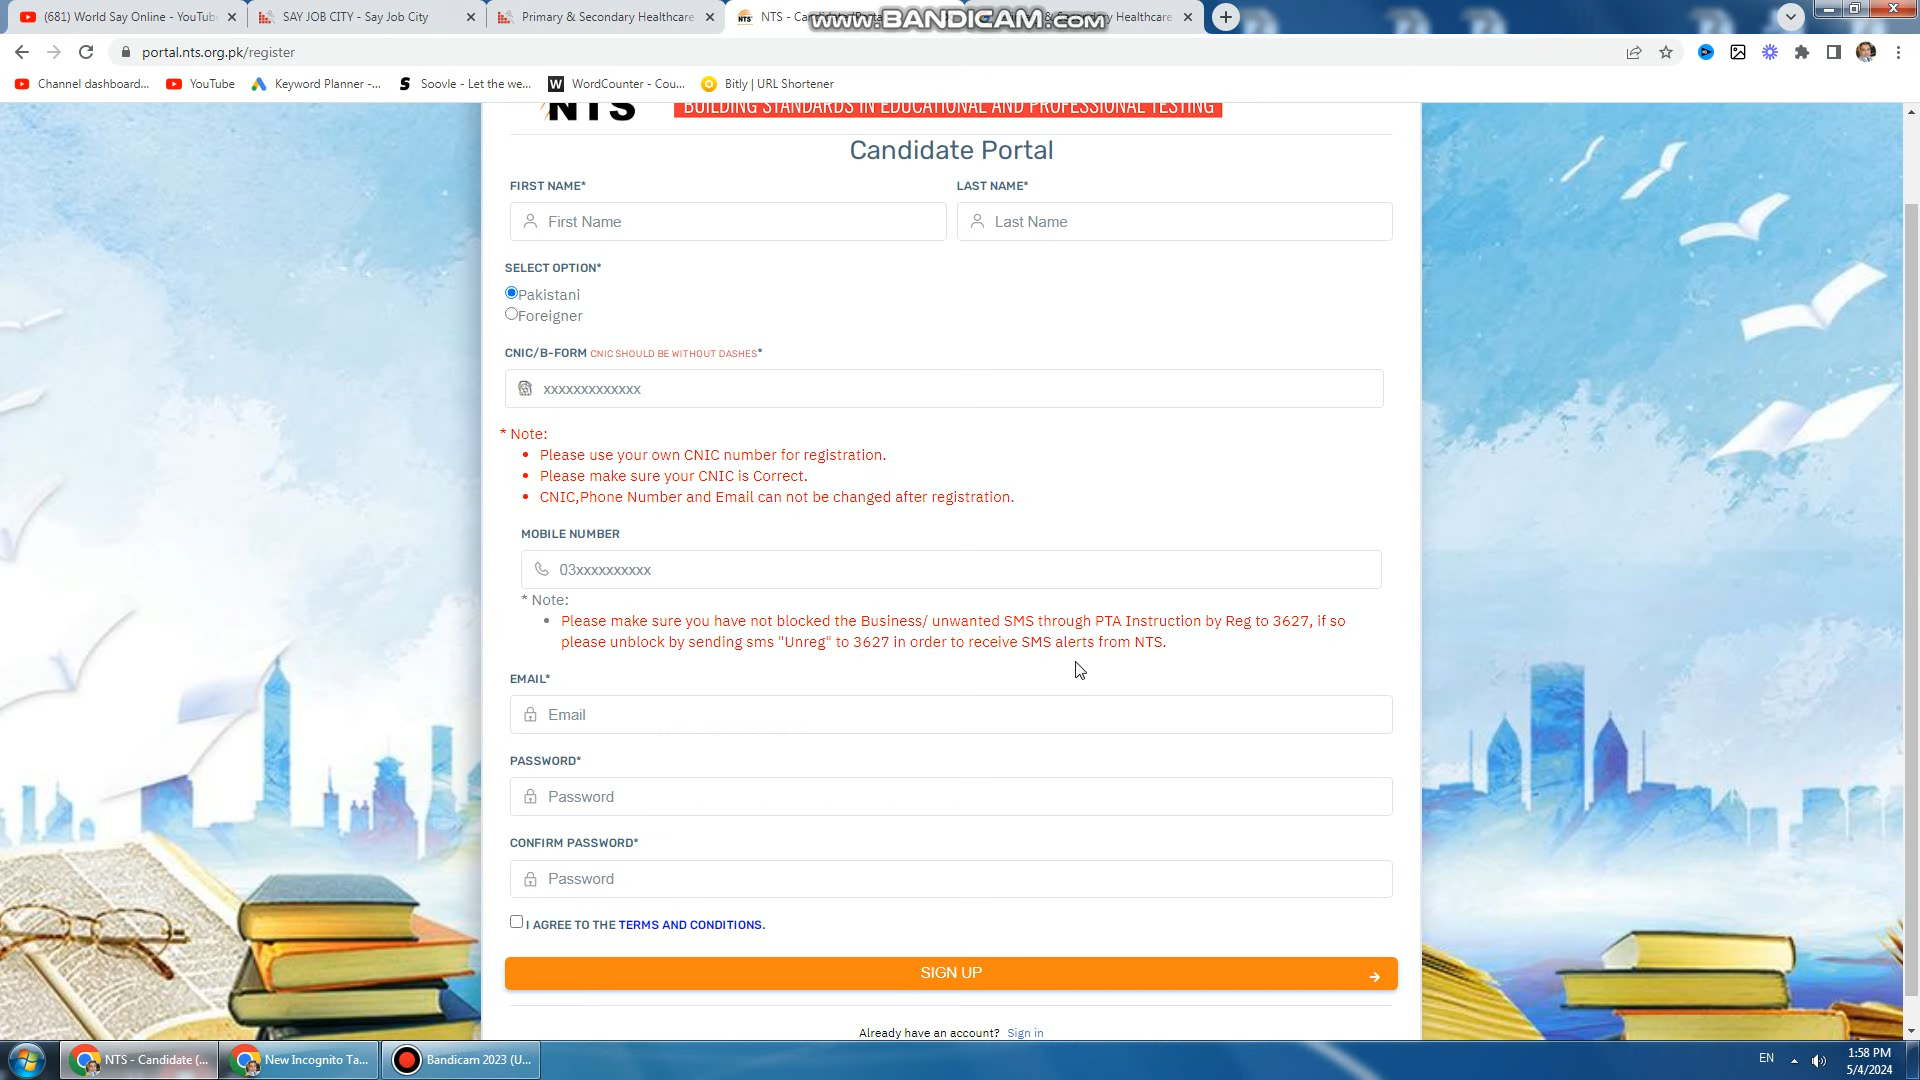 (681) World Say Online - YouTub
SAY JOB CITY - Say Job City
Primary & Secondary Healthcare
NTS - Candidate
www.BANDICAM.com
Healthcare
portal.nts.org.pk/register
Channel dashboard...
YouTube
Keyword Planner -...
Soovle - Let the we...
WordCounter - Cou...
Bitly | URL Shortener
NTS
BUILDING STANDARDS IN EDUCATIONAL AND PROFESSIONAL TESTING
Candidate Portal
FIRST NAME*
LAST NAME*
First Name
Last Name
SELECT OPTION*
Pakistani
Foreigner
CNIC/B-FORM CNIC SHOULD BE WITHOUT DASHES*
xxxxxxxxxxxxx
* Note:
Please use your own CNIC number for registration.
Please make sure your CNIC is Correct.
CNIC,Phone Number and Email can not be changed after registration.
MOBILE NUMBER
03xxxxxxxxxx
* Note:
Please make sure you have not blocked the Business/ unwanted SMS through PTA Instruction by Reg to 3627, if so
please unblock by sending sms "Unreg" to 3627 in order to receive SMS alerts from NTS.
EMAIL*
Email
PASSWORD*
Password
CONFIRM PASSWORD*
Password
I AGREE TO THE TERMS AND CONDITIONS.
SIGN UP
Already have an account? Sign in
NTS - Candidate (...
New Incognito Ta...
Bandicam 2023 (U...
EN
1:58 PM
5/4/2024